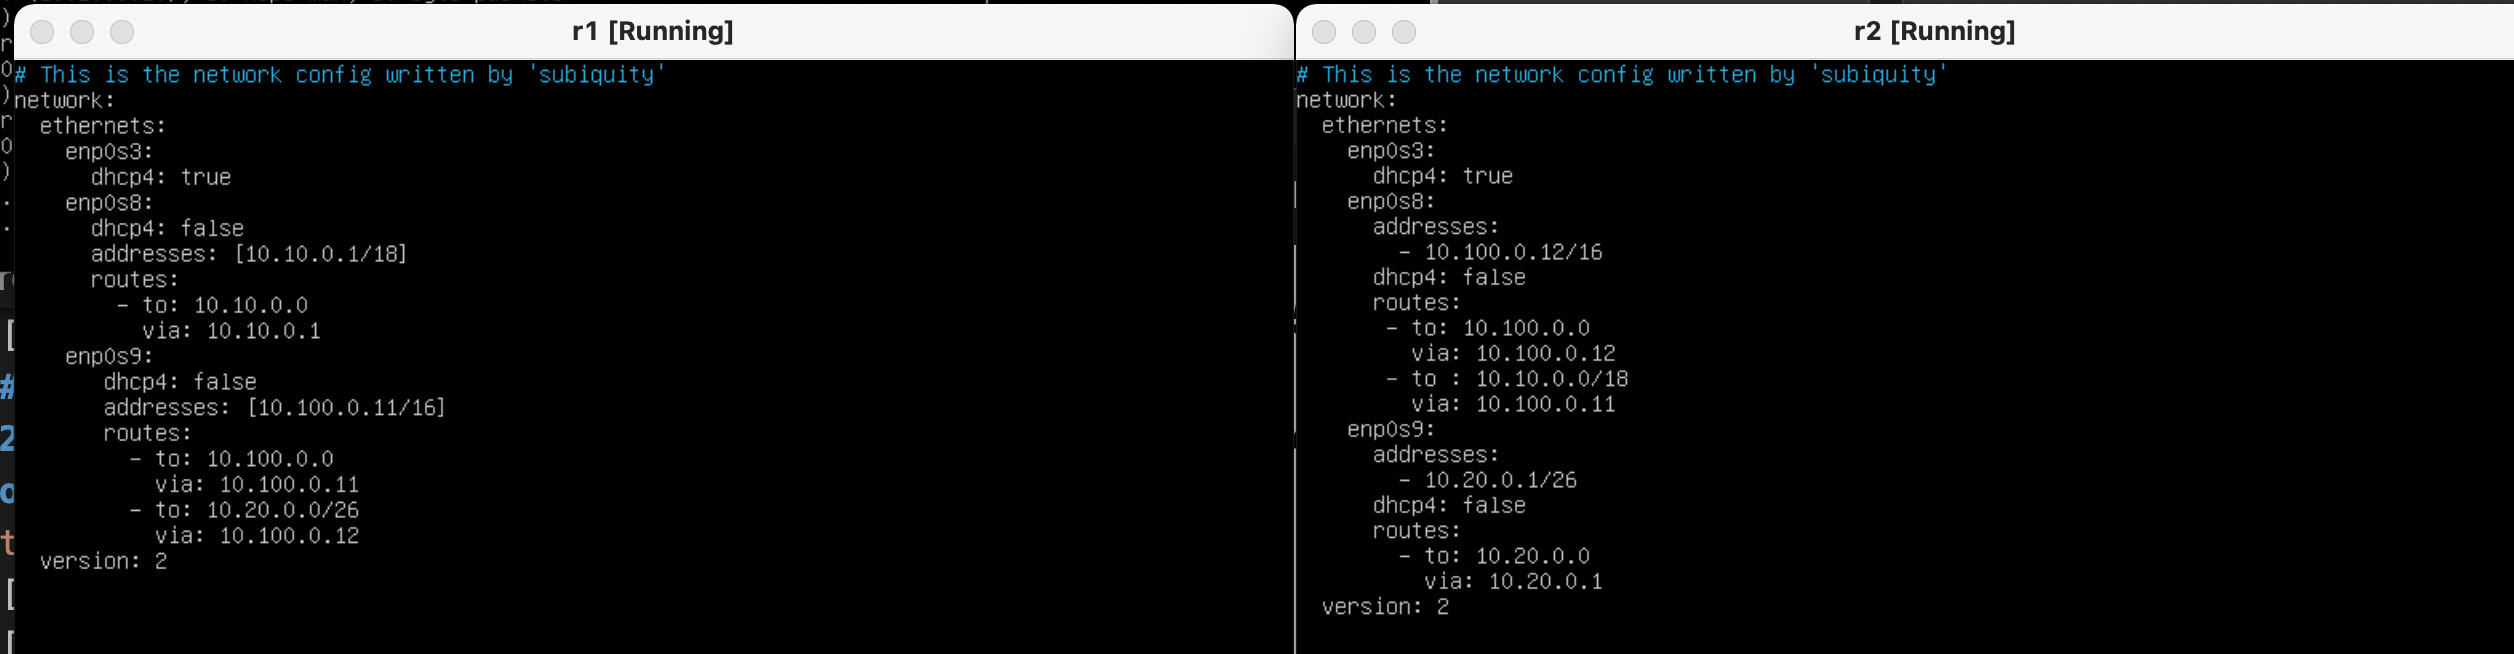 r1 [Running]
# This is the network config written by 'subiquity'
network:
  ethernets:
    enp0s3:
      dhcp4: true
    enp0s8:
      dhcp4: false
      addresses: [10.10.0.1/18]
      routes:
        - to: 10.10.0.0
          via: 10.10.0.1
    enp0s9:
       dhcp4: false
       addresses: [10.100.0.11/16]
       routes:
         - to: 10.100.0.0
           via: 10.100.0.11
         - to: 10.20.0.0/26
           via: 10.100.0.12
  version: 2
r2 [Running]
# This is the network config written by 'subiquity'
network:
  ethernets:
    enp0s3:
      dhcp4: true
    enp0s8:
      addresses:
        - 10.100.0.12/16
      dhcp4: false
      routes:
       - to: 10.100.0.0
         via: 10.100.0.12
       - to : 10.10.0.0/18
         via: 10.100.0.11
    enp0s9:
      addresses:
        - 10.20.0.1/26
      dhcp4: false
      routes:
        - to: 10.20.0.0
          via: 10.20.0.1
  version: 2